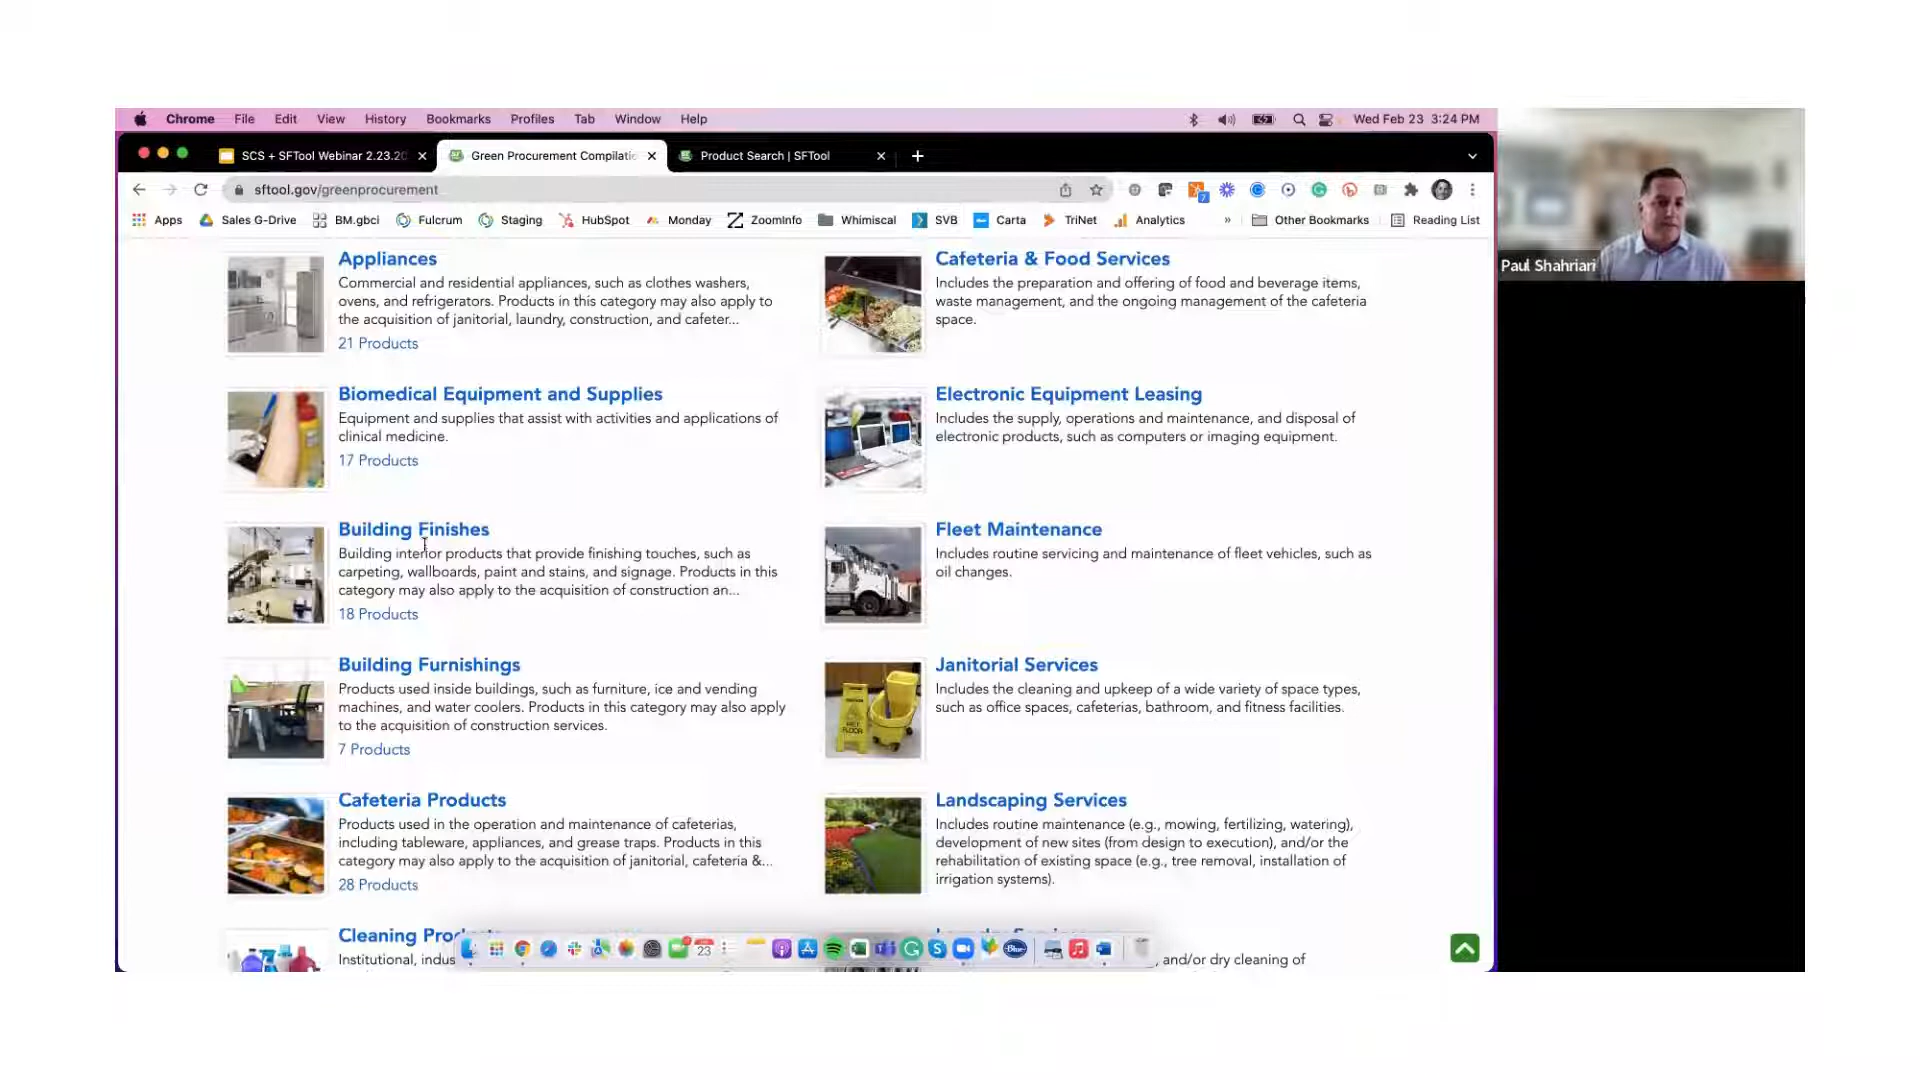 Chrome File Edit View History Bookmarks Profiles Tab Window Help Wed Feb 23 3:24 PM
SCS + SFTool Webinar 2.23.20 Green Procurement Compilatio Product Search | SFTool
sftool.gov/greenprocurement
Apps Sales G-Drive BM.gbci Fulcrum Staging HubSpot Monday ZoomInfo Whimsical SVB Carta TriNet Analytics » Other Bookmarks Reading List
Paul Shahriari
Appliances
Commercial and residential appliances, such as clothes washers,
ovens, and refrigerators. Products in this category may also apply to
the acquisition of janitorial, laundry, construction, and cafeter...
21 Products
Biomedical Equipment and Supplies
Equipment and supplies that assist with activities and applications of
clinical medicine.
17 Products
Building Finishes
Building interior products that provide finishing touches, such as
carpeting, wallboards, paint and stains, and signage. Products in this
category may also apply to the acquisition of construction an...
18 Products
Building Furnishings
Products used inside buildings, such as furniture, ice and vending
machines, and water coolers. Products in this category may also apply
to the acquisition of construction services.
7 Products
Cafeteria Products
Products used in the operation and maintenance of cafeterias,
including tableware, appliances, and grease traps. Products in this
category may also apply to the acquisition of janitorial, cafeteria &...
28 Products
Cleaning
Institutional,
Cafeteria & Food Services
Includes the preparation and offering of food and beverage items,
waste management, and the ongoing management of the cafeteria
space.
Electronic Equipment Leasing
Includes the supply, operations and maintenance, and disposal of
electronic products, such as computers or imaging equipment.
Fleet Maintenance
Includes routine servicing and maintenance of fleet vehicles, such as
oil changes.
Janitorial Services
Includes the cleaning and upkeep of a wide variety of space types,
such as office spaces, cafeterias, bathroom, and fitness facilities.
Landscaping Services
Includes routine maintenance (e.g., mowing, fertilizing, watering),
development of new sites (from design to execution), and/or the
rehabilitation of existing space (e.g., tree removal, installation of
irrigation systems).
and/or dry cleaning of
23